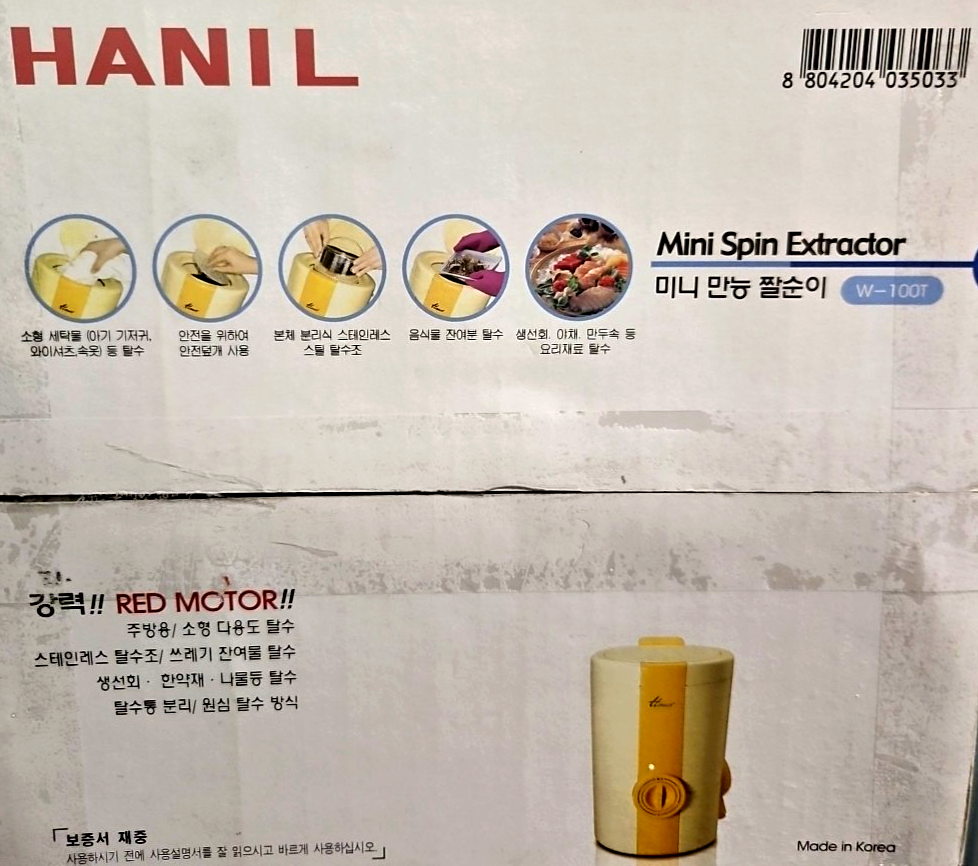 HANIL
8 804204 035033
Mini Spin Extractor
미니 만능 짤순이 W-100T
소형 세탁물 (아기 기저귀,
와이셔츠,속옷) 등 탈수
안전을 위하여
안전덮개 사용
본체 분리식 스테인레스
스틸 탈수조
음식물 잔여분 탈수
생선회, 야채, 만두속 등
요리재료 탈수
강력!! RED MOTOR!!
주방용/ 소형 다용도 탈수
스테인레스 탈수조/ 쓰레기 잔여물 탈수
생선회 · 한약재 · 나물등 탈수
탈수통 분리/ 원심 탈수 방식
「보증서 재중
사용하시기 전에 사용설명서를 잘 읽으시고 바르게 사용하십시오.」
Made in Korea